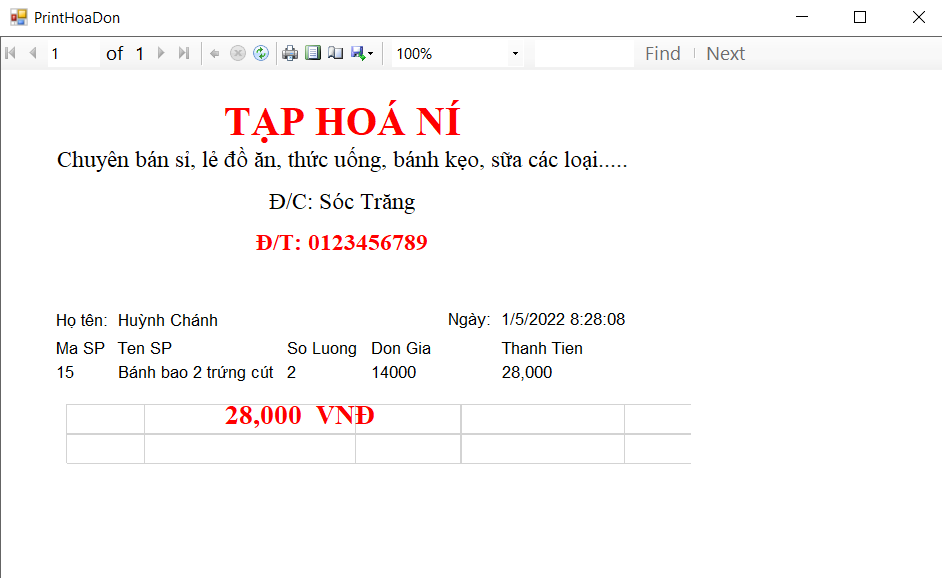 PrintHoaDon
1 of 1 100% Find Next
TẠP HOÁ NÍ
Chuyên bán sỉ, lẻ đồ ăn, thức uống, bánh kẹo, sữa các loại.....
Đ/C: Sóc Trăng
Đ/T: 0123456789
Họ tên: Huỳnh Chánh Ngày: 1/5/2022 8:28:08
Ma SP Ten SP So Luong Don Gia Thanh Tien
15 Bánh bao 2 trứng cút 2 14000 28,000
28,000 VNĐ